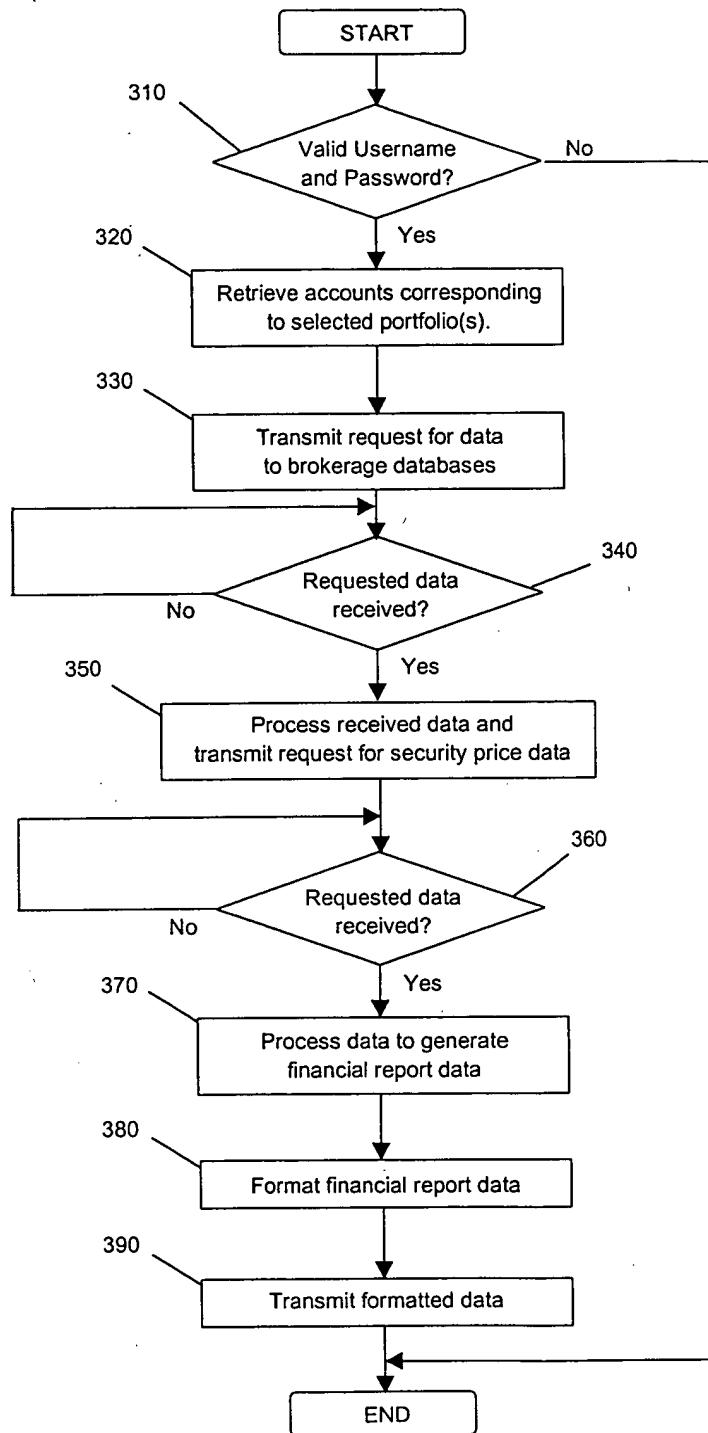 START
310
Valid Username
and Password?
No
Yes
320
Retrieve accounts corresponding
to selected portfolio(s).
330
Transmit request for data
to brokerage databases
340
Requested data
received?
No
Yes
350
Process received data and
transmit request for security price data
360
Requested data
received?
No
Yes
370
Process data to generate
financial report data
380
Format financial report data
390
Transmit formatted data
END